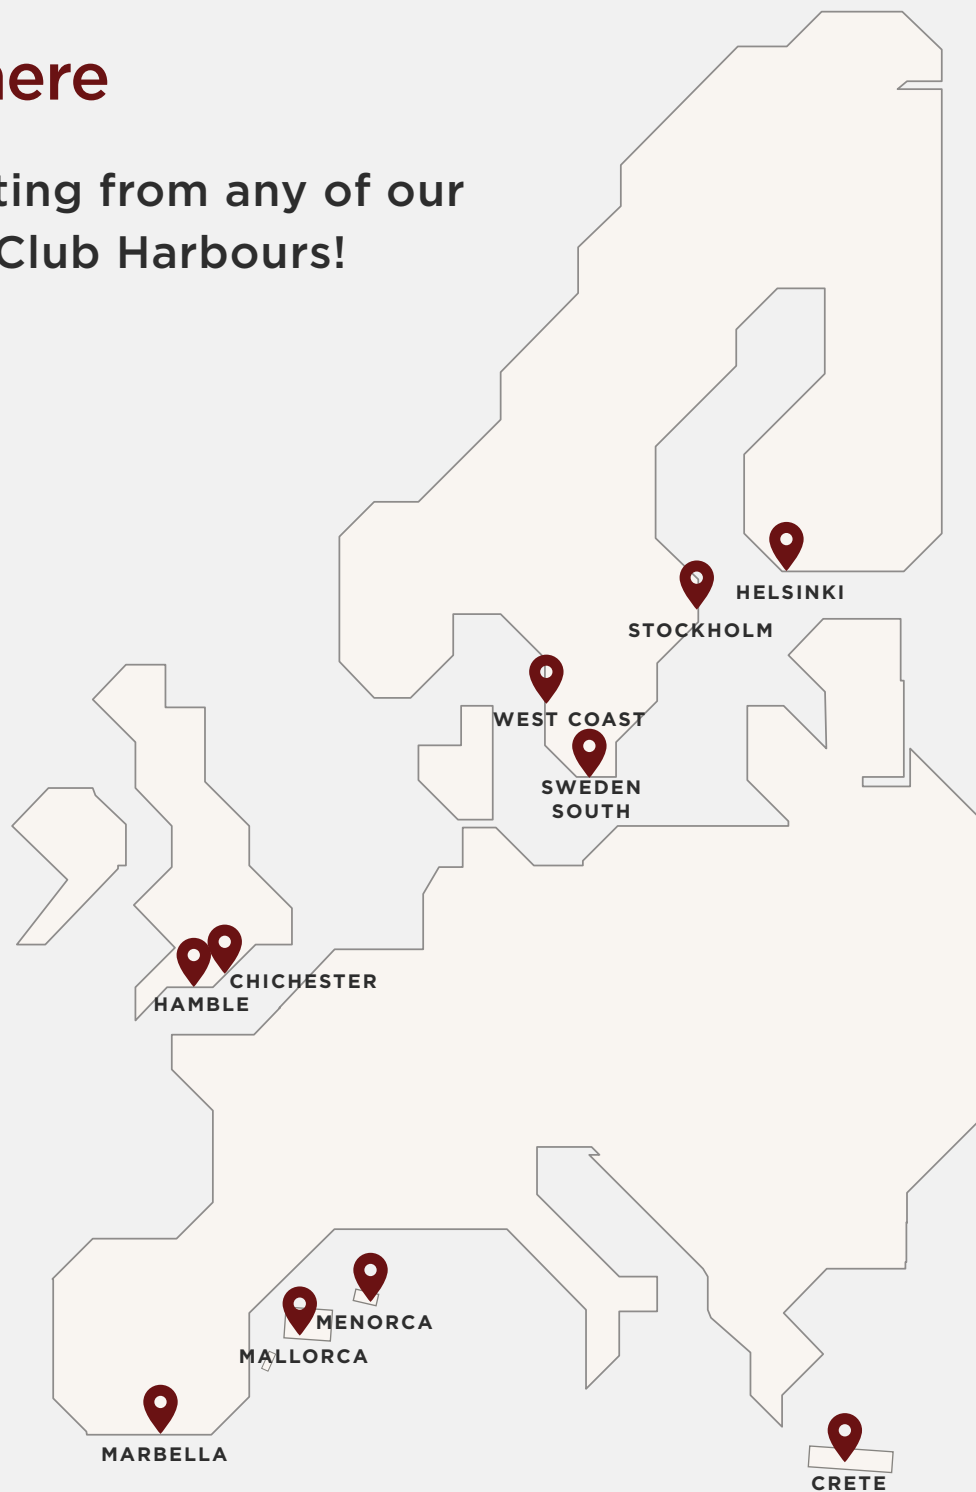 ere
ting from any of our
Club Harbours!
HELSINKI
STOCKHOLM
WEST COAST
SWEDEN
SOUTH
CHICHESTER
HAMBLE
MENORCA
MALLORCA
MARBELLA
CRETE